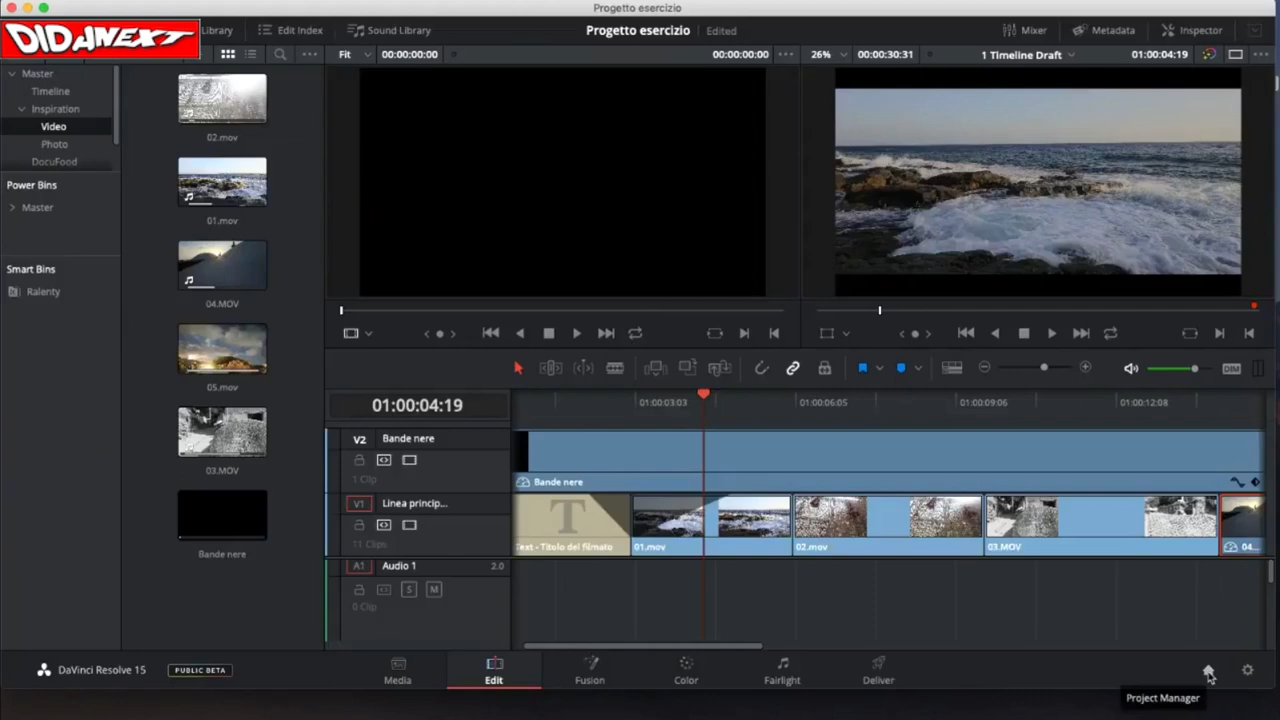 Progetto esercizio
DIDANEXT
Library
Edit Index
Sound Library
Progetto esercizio
Edited
Mixer
Metadata
Inspector
Fit
00:00:00:00
00:00:00:00
26%
00:00:30:31
1 Timeline Draft
01:00:04:19
Master
Timeline
Inspiration
Video
Photo
DocuFood
Power Bins
Master
Smart Bins
Ralenty
02.mov
01.mov
04.MOV
05.mov
03.MOV
Bande nere
DIM
01:00:04:19
01:00:03:03
01:00:06:05
01:00:09:06
01:00:12:08
V2
Bande nere
1 Clip
Bande nere
V1
Linea princip...
11 Clips
T
Text - Titolo del filmato
01.mov
02.mov
03.MOV
04...
A1
Audio 1
2.0
S
M
0 Clip
DaVinci Resolve 15
PUBLIC BETA
Media
Edit
Fusion
Color
Fairlight
Deliver
Project Manager